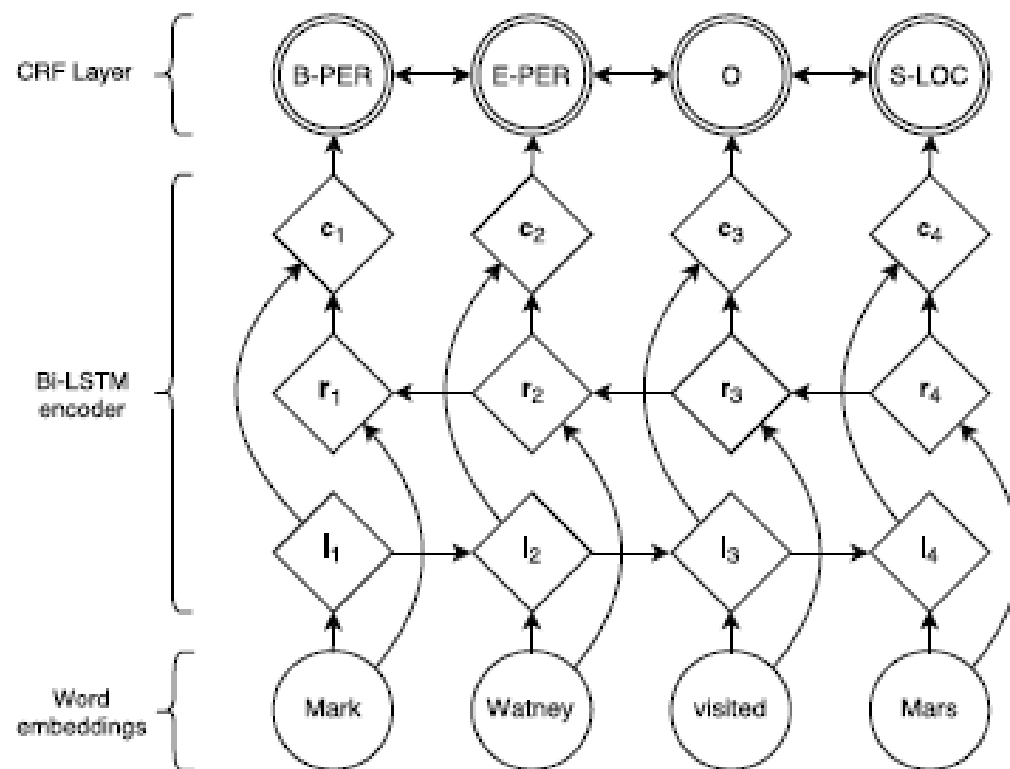 CRF Layer
B-PER
E-PER
O
S-LOC
c1
c2
c3
c4
Bi-LSTM
encoder
r1
r2
r3
r4
l1
l2
l3
l4
Word
embeddings
Mark
Watney
visited
Mars